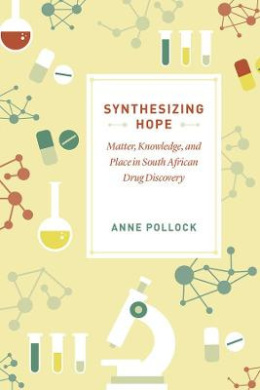 SYNTHESIZING
HOPE
Matter, Knowledge, and
Place in South African
Drug Discovery
ANNE POLLOCK